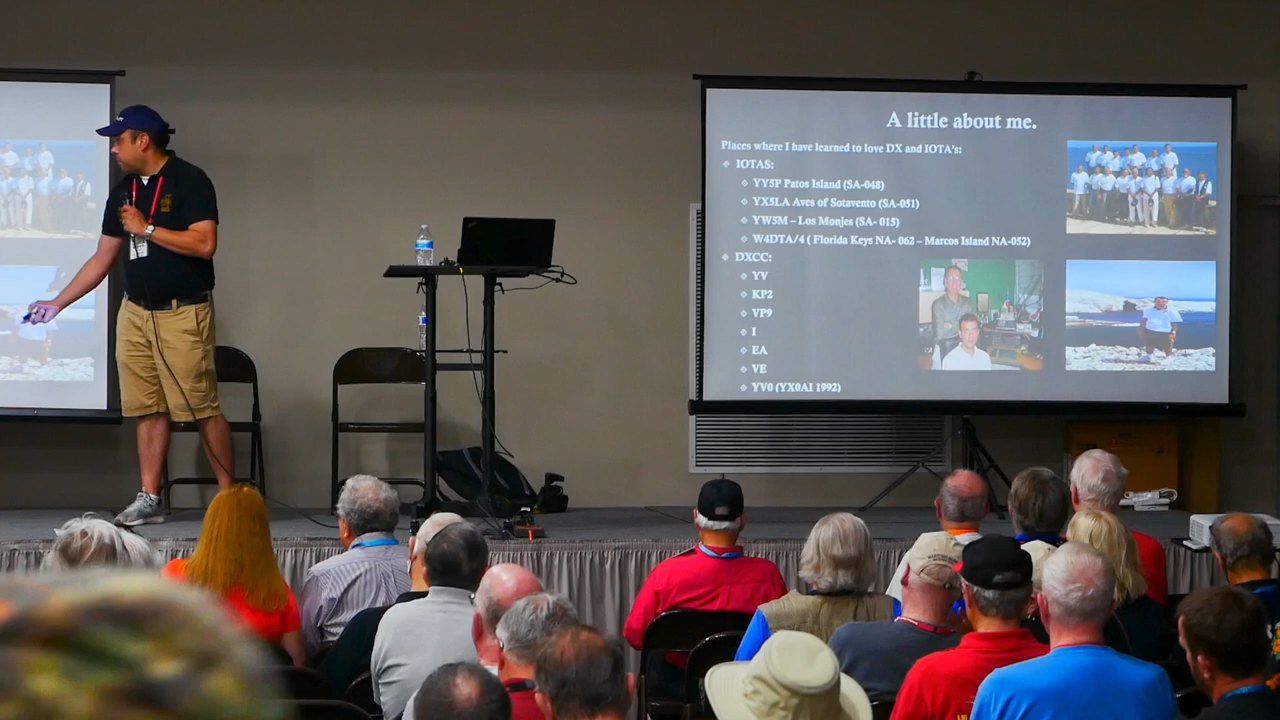 A little about me.
Places where I have learned to love DX and IOTA's:
❖ IOTAS:
❖ YY5P Patos Island (SA-048)
❖ YX5LA Aves of Sotavento (SA-051)
❖ YW5M – Los Monjes (SA- 015)
❖ W4DTA/4 ( Florida Keys NA- 062 – Marcos Island NA-052)
❖ DXCC:
❖ YV
❖ KP2
❖ VP9
❖ I
❖ EA
❖ VE
❖ YV0 (YX0AI 1992)